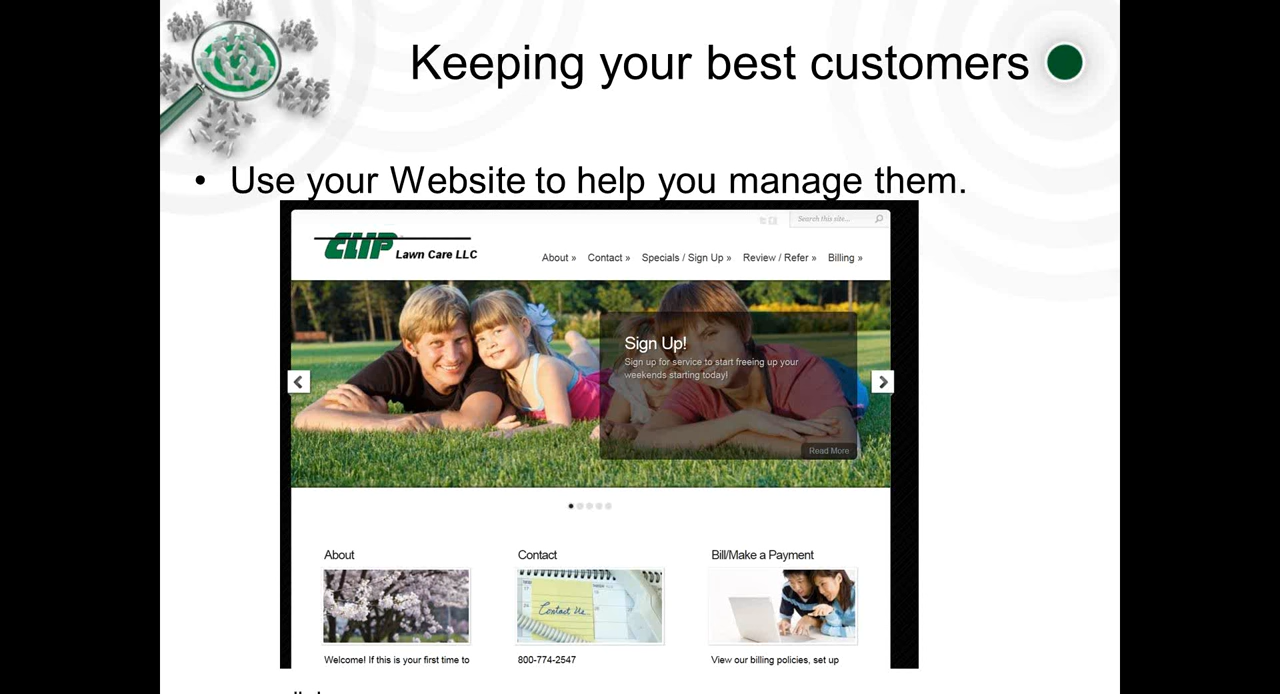 Keeping your best customers
• Use your Website to help you manage them.
Search this site...
CLIP Lawn Care LLC
About » Contact » Specials / Sign Up » Review / Refer » Billing »
Sign Up!
Sign up for service to start freeing up your
weekends starting today!
Read More
About
Contact
Bill/Make a Payment
Contact Us
Welcome! If this is your first time to
800-774-2547
View our billing policies, set up